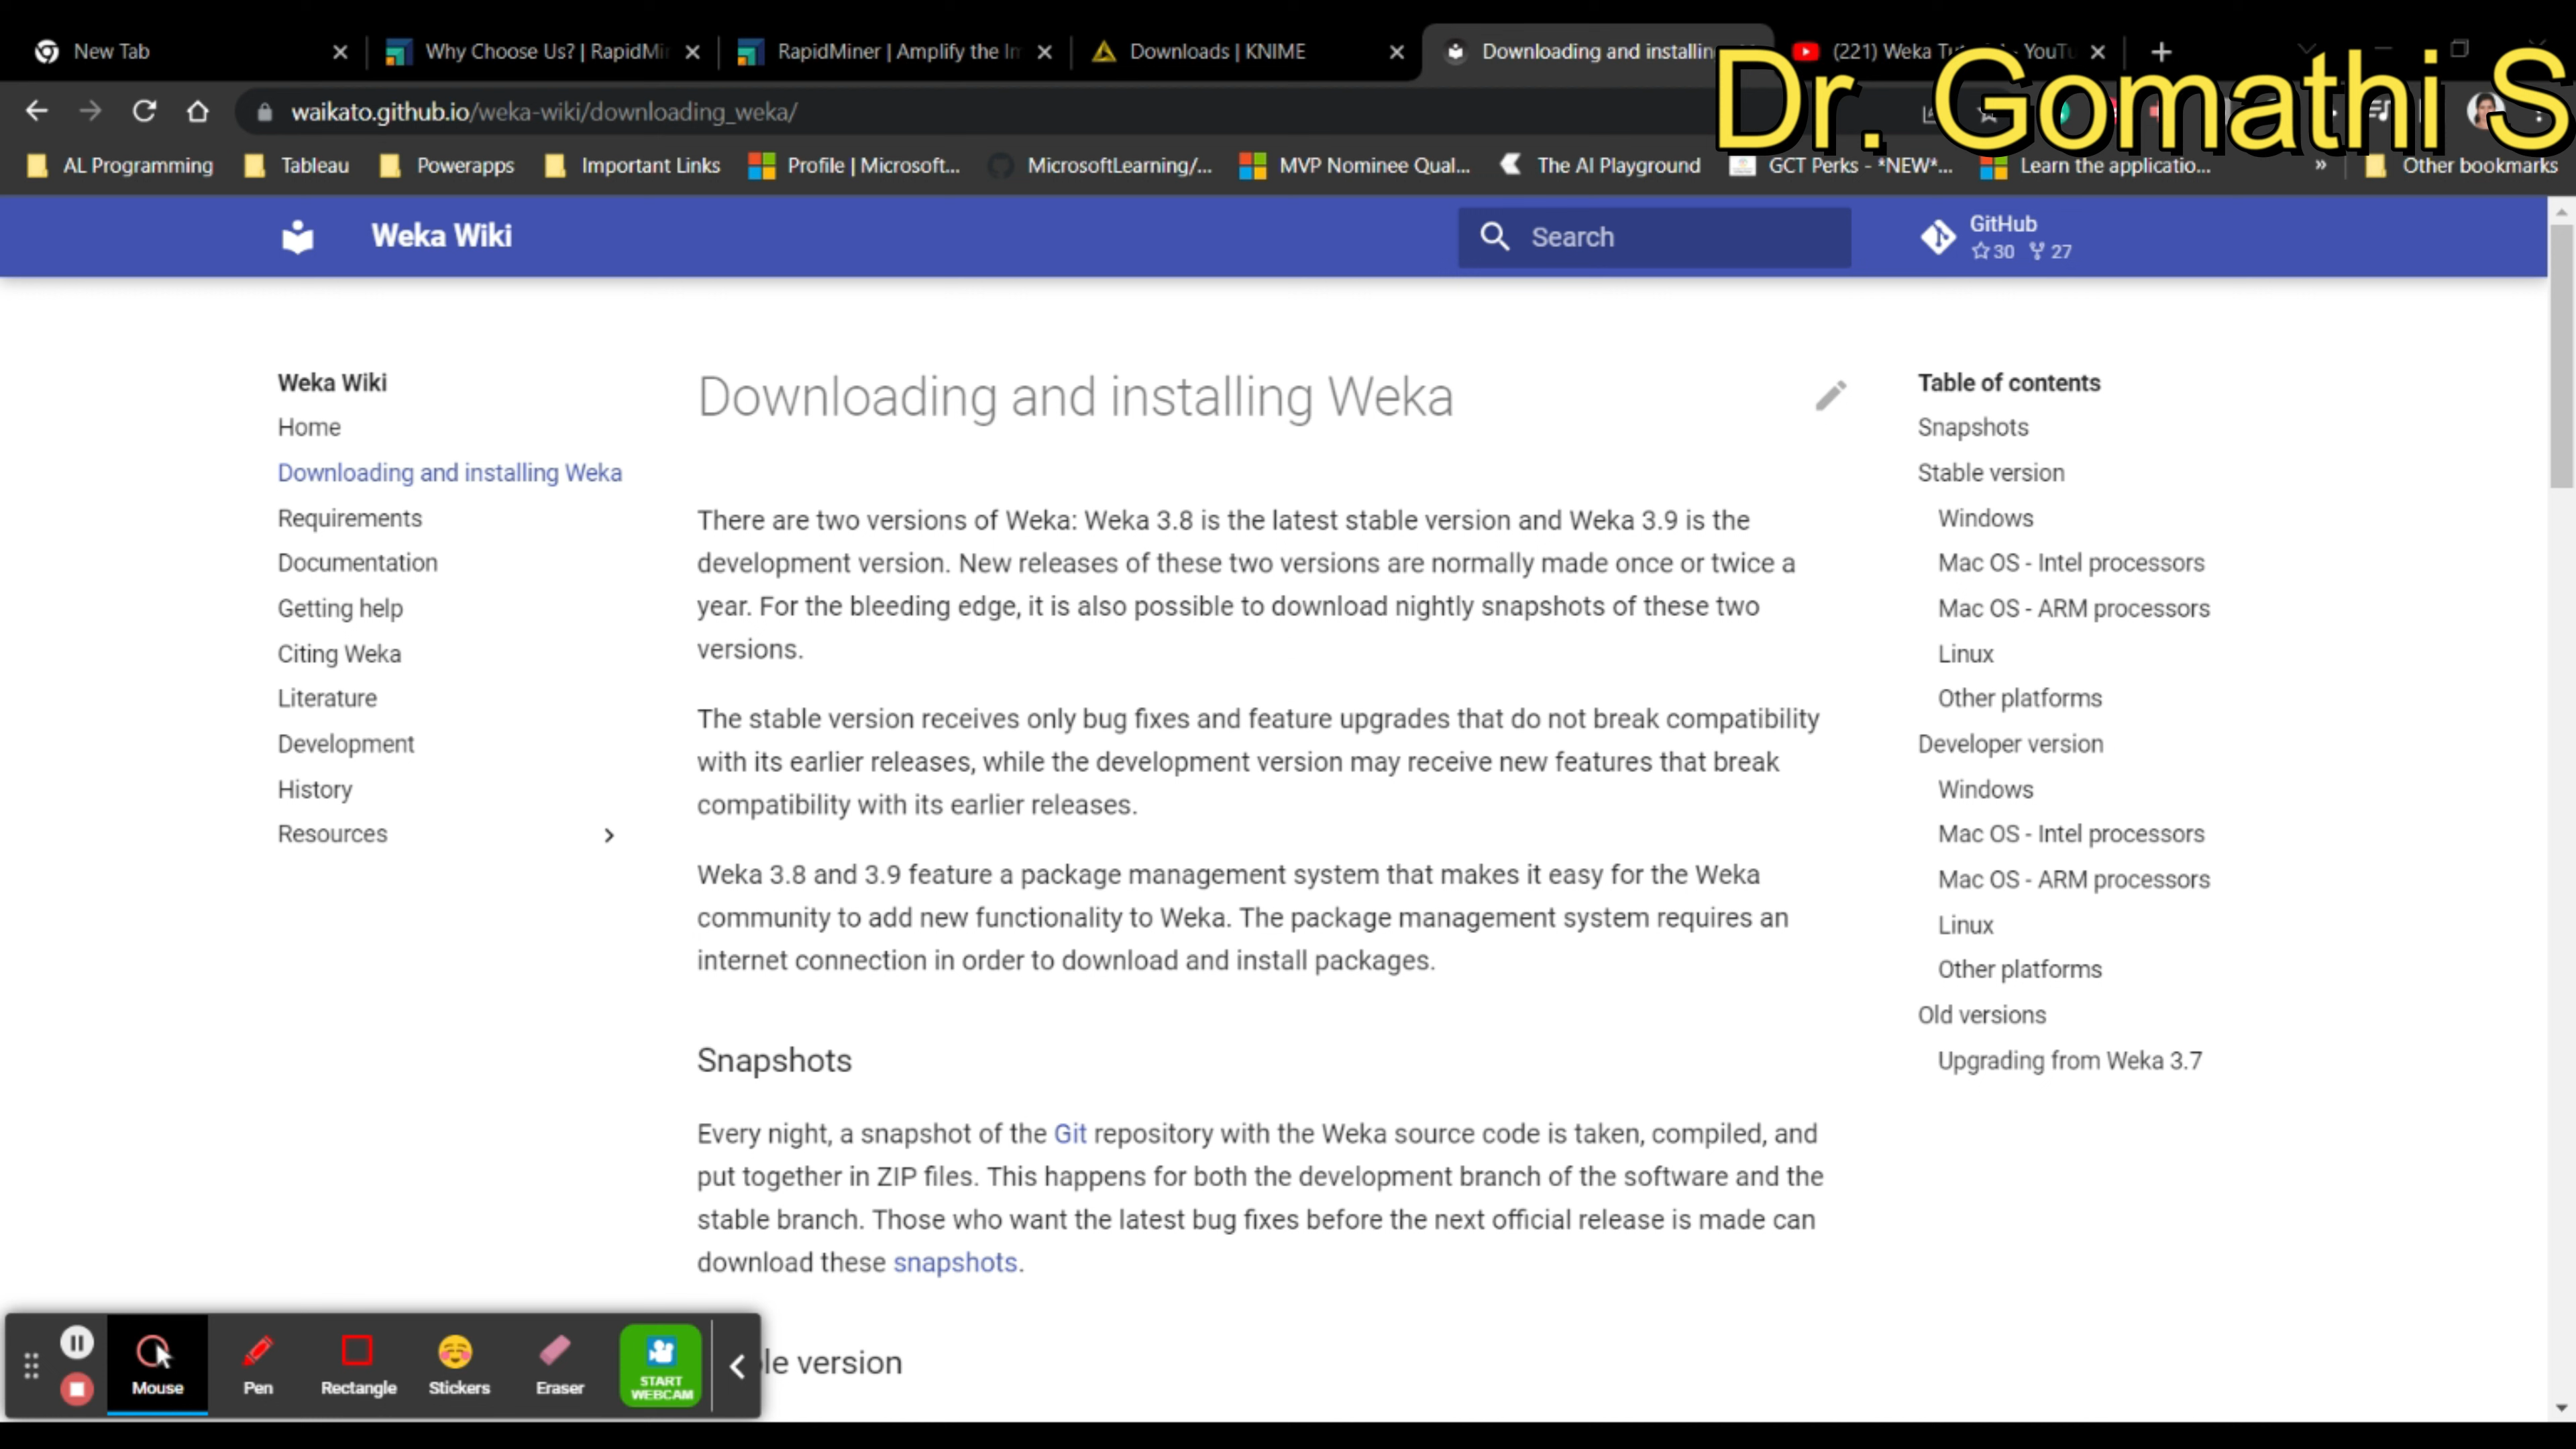 New Tab
Why Choose Us? | RapidMi
RapidMiner | Amplify the Im
Downloads | KNIME
Downloading and installin
(221) Weka Tu - YouTu
Dr. Gomathi S
waikato.github.io/weka-wiki/downloading_weka/
AL Programming
Tableau
Powerapps
Important Links
Profile | Microsoft...
MicrosoftLearning/...
MVP Nominee Qual...
The AI Playground
GCT Perks - *NEW*...
Learn the applicatio...
»
Other bookmarks
Weka Wiki
Search
GitHub
30 27
Weka Wiki
Home
Downloading and installing Weka
Requirements
Documentation
Getting help
Citing Weka
Literature
Development
History
Resources
Downloading and installing Weka
There are two versions of Weka: Weka 3.8 is the latest stable version and Weka 3.9 is the
development version. New releases of these two versions are normally made once or twice a
year. For the bleeding edge, it is also possible to download nightly snapshots of these two
versions.
The stable version receives only bug fixes and feature upgrades that do not break compatibility
with its earlier releases, while the development version may receive new features that break
compatibility with its earlier releases.
Weka 3.8 and 3.9 feature a package management system that makes it easy for the Weka
community to add new functionality to Weka. The package management system requires an
internet connection in order to download and install packages.
Snapshots
Every night, a snapshot of the Git repository with the Weka source code is taken, compiled, and
put together in ZIP files. This happens for both the development branch of the software and the
stable branch. Those who want the latest bug fixes before the next official release is made can
download these snapshots.
le version
Table of contents
Snapshots
Stable version
Windows
Mac OS - Intel processors
Mac OS - ARM processors
Linux
Other platforms
Developer version
Windows
Mac OS - Intel processors
Mac OS - ARM processors
Linux
Other platforms
Old versions
Upgrading from Weka 3.7
Mouse
Pen
Rectangle
Stickers
Eraser
START
WEBCAM